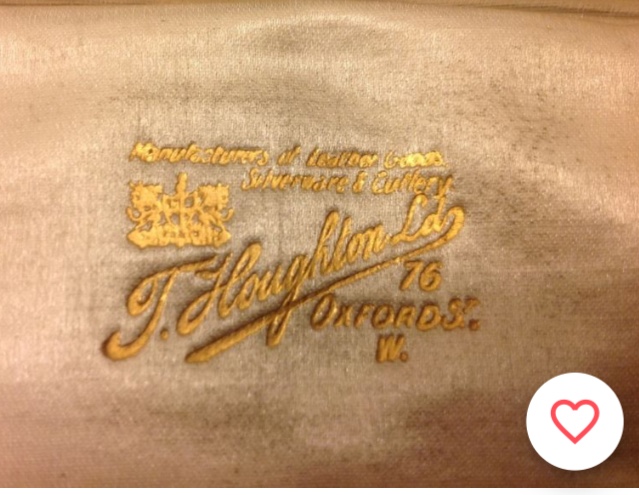 Manufacturers of Leather Goods
Silverware & Cutlery
T. Houghton Ld
76
OXFORD ST.
W.